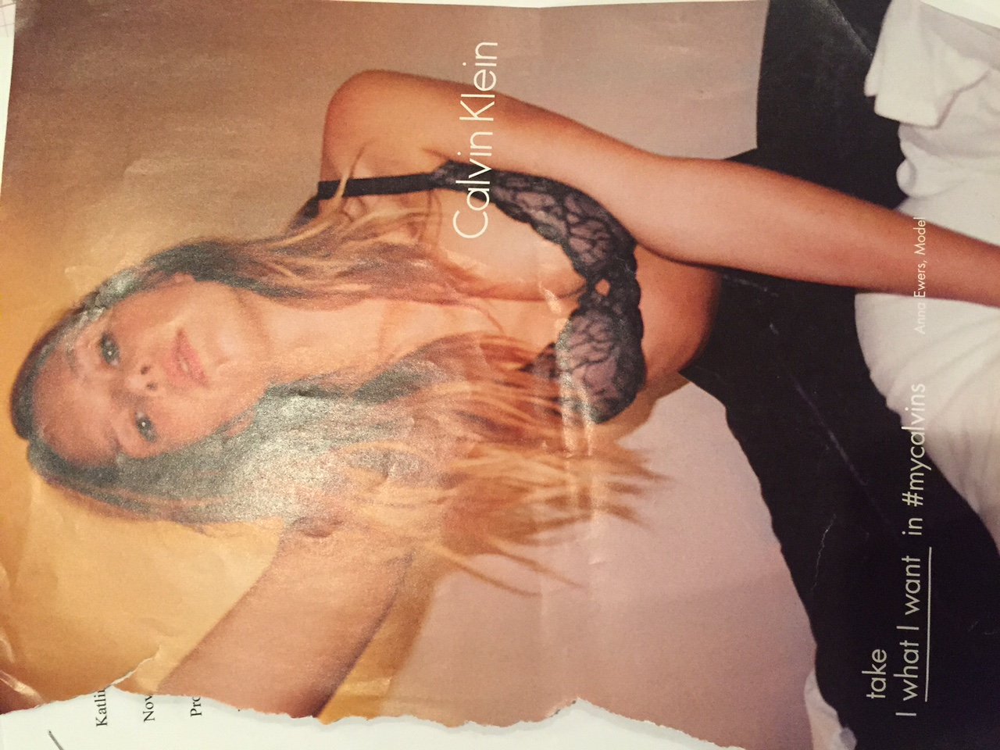 Calvin Klein
take
I what I want in #mycalvins
Anna Ewers, Model